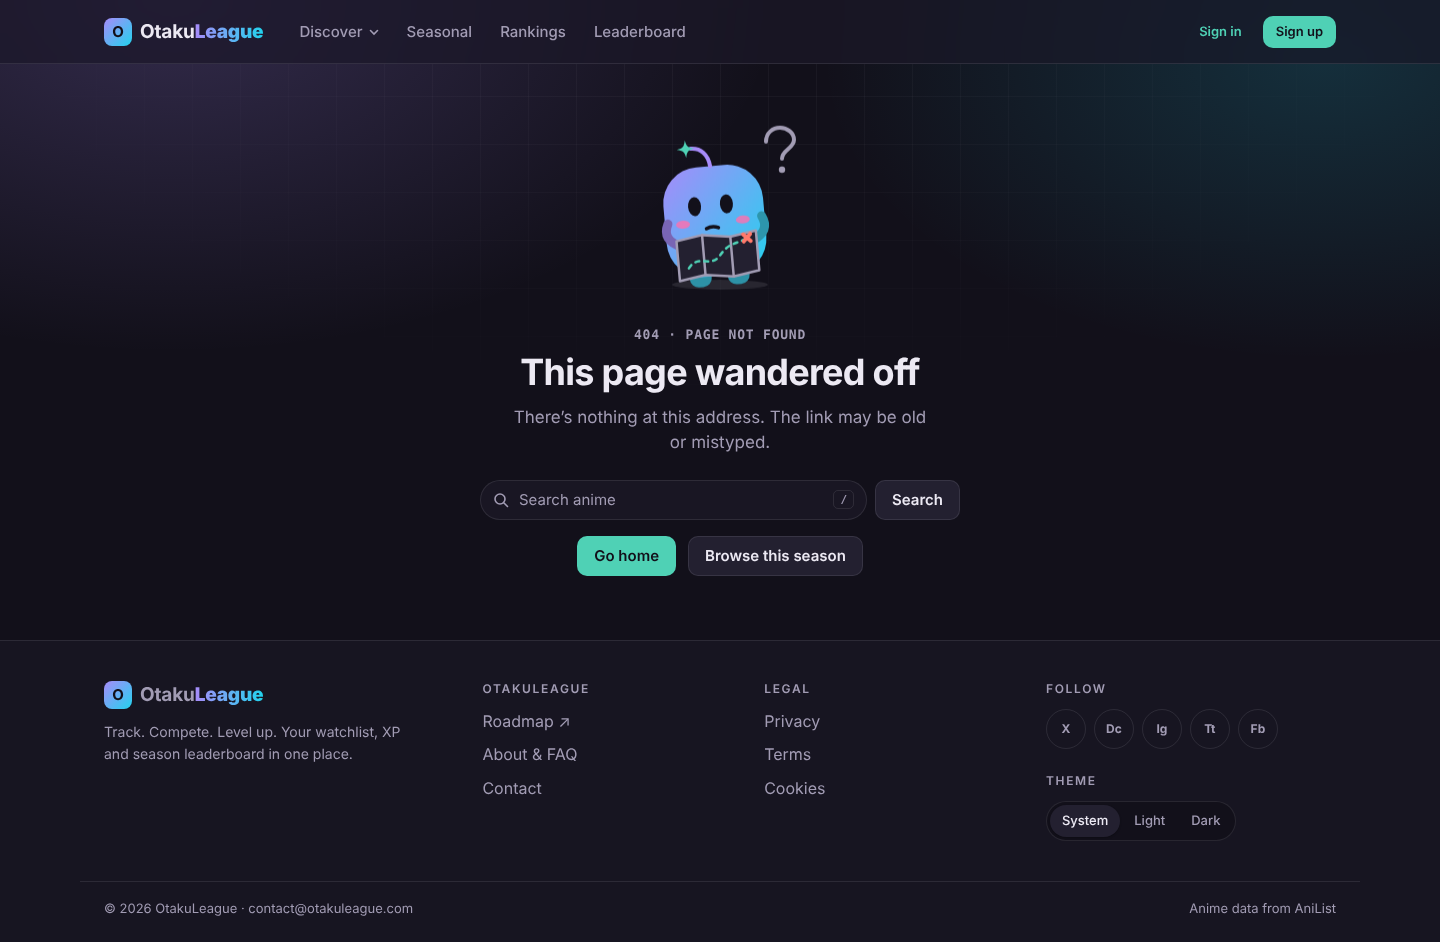 O OtakuLeague Discover Seasonal Rankings Leaderboard Sign in Sign up
?
404 · PAGE NOT FOUND
This page wandered off
There’s nothing at this address. The link may be old
or mistyped.
Search anime / Search
Go home Browse this season
O OtakuLeague
Track. Compete. Level up. Your watchlist, XP
and season leaderboard in one place.
OTAKULEAGUE
Roadmap ↗
About & FAQ
Contact
LEGAL
Privacy
Terms
Cookies
FOLLOW
X Dc Ig Tt Fb
THEME
System Light Dark
© 2026 OtakuLeague · contact@otakuleague.com
Anime data from AniList